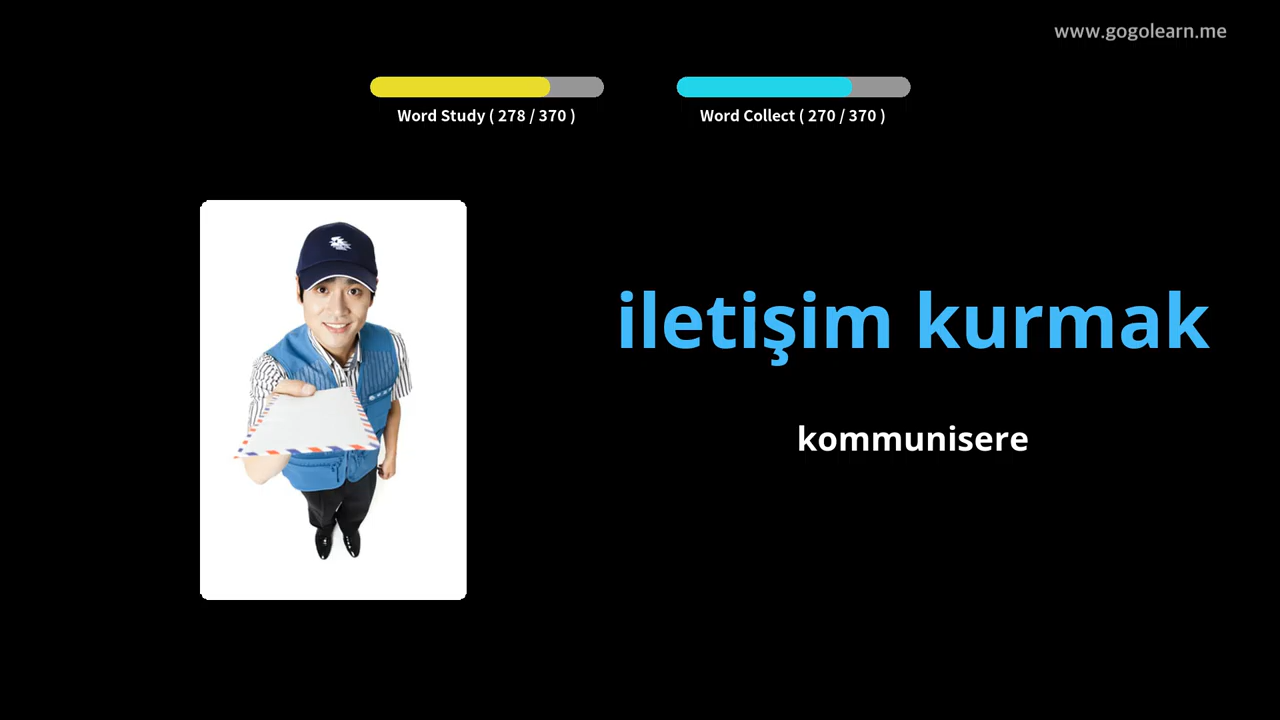 www.gogolearn.me
Word Study ( 278 / 370 )
Word Collect ( 270 / 370 )
iletişim kurmak
kommunisere